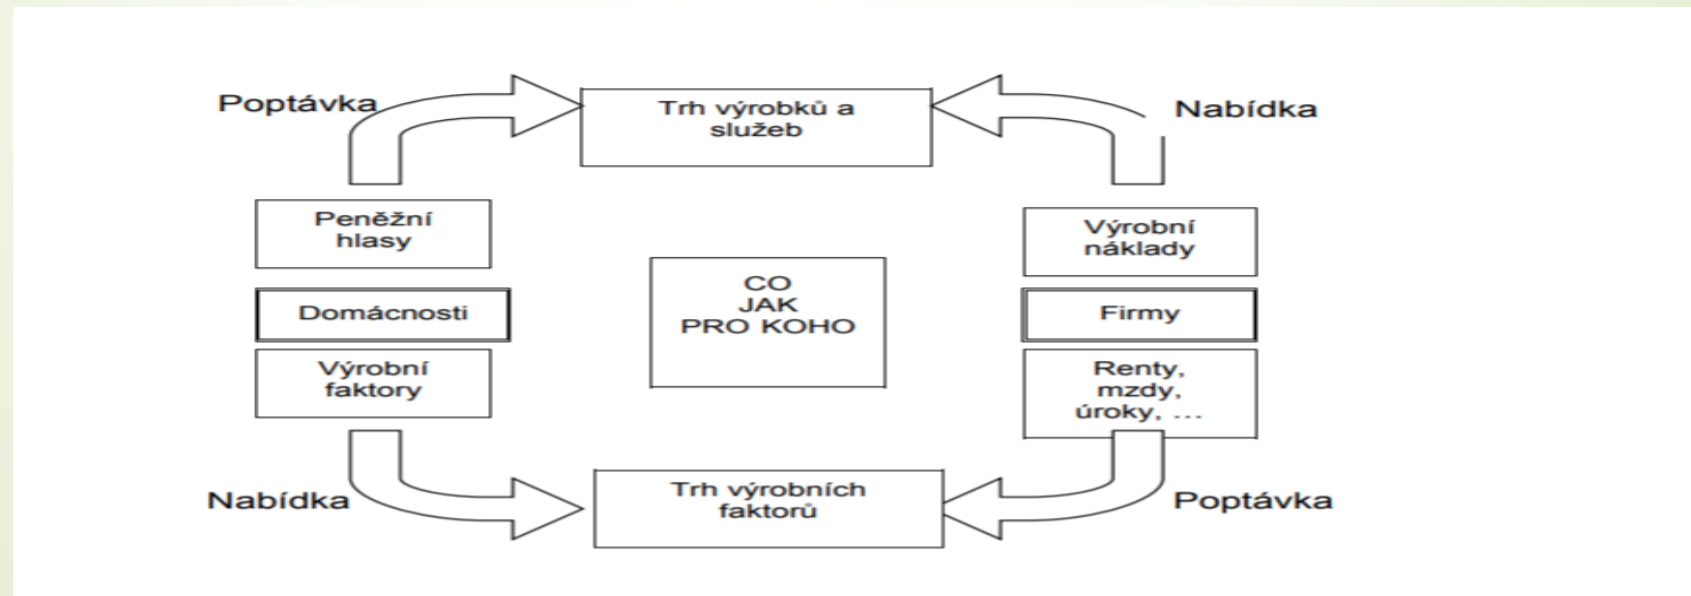 Poptávka
Trh výrobků a
služeb
Nabídka
Peněžní
hlasy
Výrobní
náklady
CO
JAK
PRO KOHO
Domácnosti
Firmy
Výrobní
faktory
Renty,
mzdy,
úroky, ...
Nabídka
Trh výrobních
faktorů
Poptávka